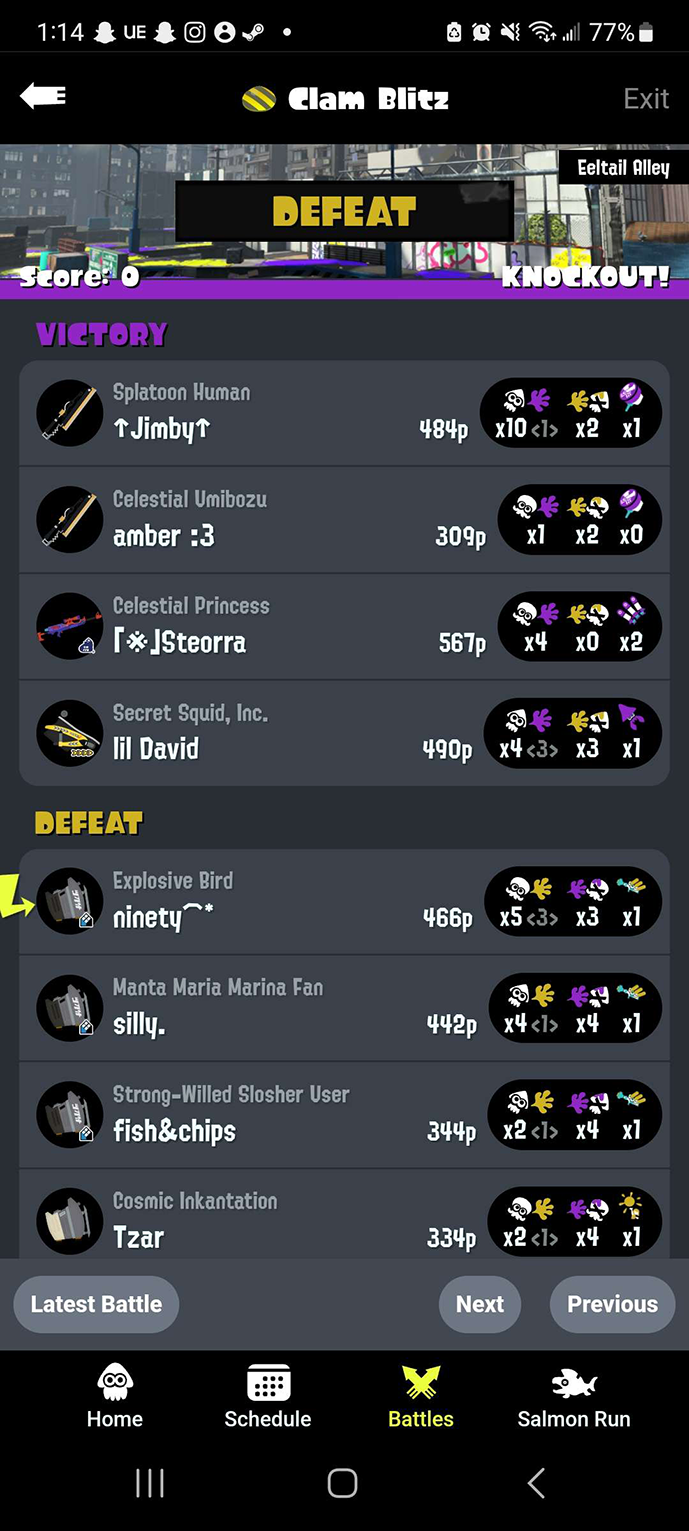 1:14 UE 77%
Clam Blitz Exit
Eeltail Alley
DEFEAT
Score: 0 KNOCKOUT!
VICTORY
Splatoon Human
↑Jimby↑ 484p x10 <1> x2 x1
Celestial Umibozu
amber :3 309p x1 x2 x0
Celestial Princess
「※」Steorra 567p x4 x0 x2
Secret Squid, Inc.
lil David 490p x4 <3> x3 x1
DEFEAT
Explosive Bird
ninety⌒* 466p x5 <3> x3 x1
Manta Maria Marina Fan
silly. 442p x4 <1> x4 x1
Strong-Willed Slosher User
fish&chips 344p x2 <1> x4 x1
Cosmic Inkantation
Tzar 334p x2 <1> x4 x1
Latest Battle Next Previous
Home Schedule Battles Salmon Run